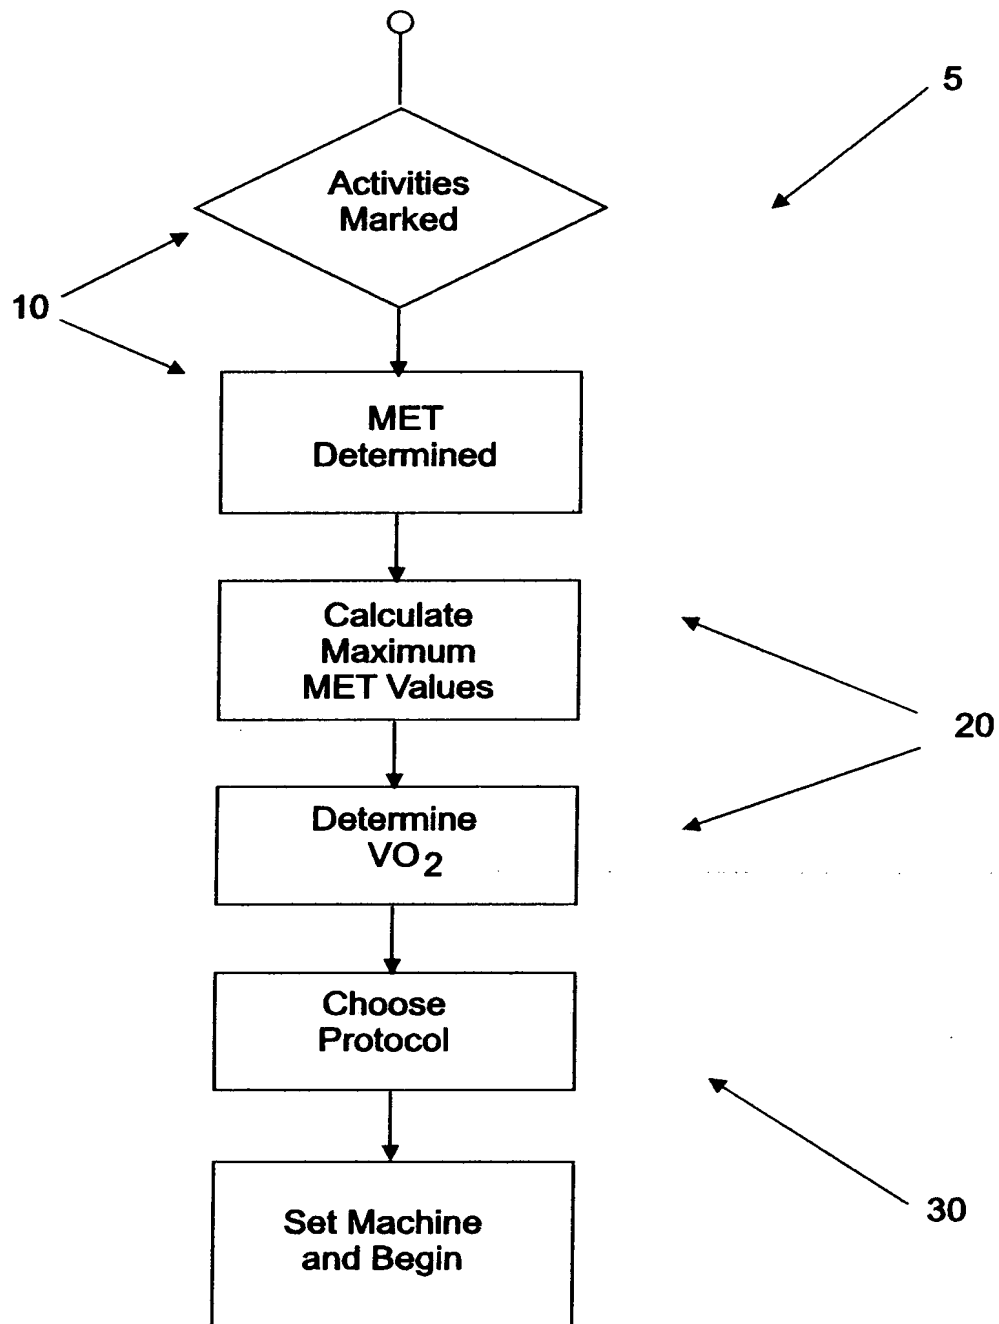 5
Activities
Marked
10
MET
Determined
Calculate
Maximum
MET Values
20
Determine
VO2
Choose
Protocol
30
Set Machine
and Begin